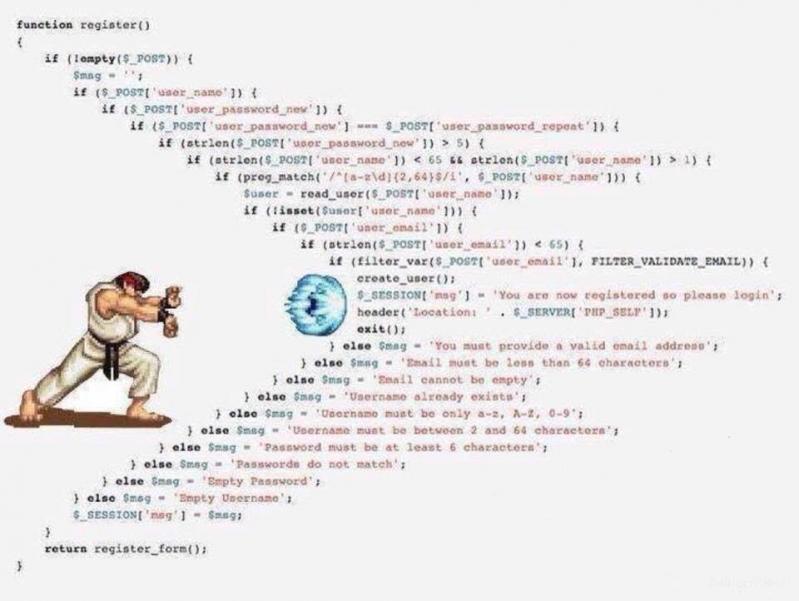 function register()
{
if (!empty($_POST)) {
$msg = '';
if ($_POST['user_name']) {
if ($_POST['user_password_new']) {
if ($_POST['user_password_new'] === $_POST['user_password_repeat']) {
if (strlen($_POST['user_password_new']) > 5) {
if (strlen($_POST['user_name']) < 65 && strlen($_POST['user_name']) > 1) {
if (preg_match('/^[a-z\d]{2,64}$/i', $_POST['user_name'])) {
$user = read_user($_POST['user_name']);
if (!isset($user['user_name'])) {
if ($_POST['user_email']) {
if (strlen($_POST['user_email']) < 65) {
if (filter_var($_POST['user_email'], FILTER_VALIDATE_EMAIL)) {
create_user();
$_SESSION['msg'] = 'You are now registered so please login';
header('Location: ' . $_SERVER['PHP_SELF']);
exit();
} else $msg = 'You must provide a valid email address';
} else $msg = 'Email must be less than 64 characters';
} else $msg = 'Email cannot be empty';
} else $msg = 'Username already exists';
} else $msg = 'Username must be only a-z, A-Z, 0-9';
} else $msg = 'Username must be between 2 and 64 characters';
} else $msg = 'Password must be at least 6 characters';
} else $msg = 'Passwords do not match';
} else $msg = 'Empty Password';
} else $msg = 'Empty Username';
$_SESSION['msg'] = $msg;
}
return register_form();
}